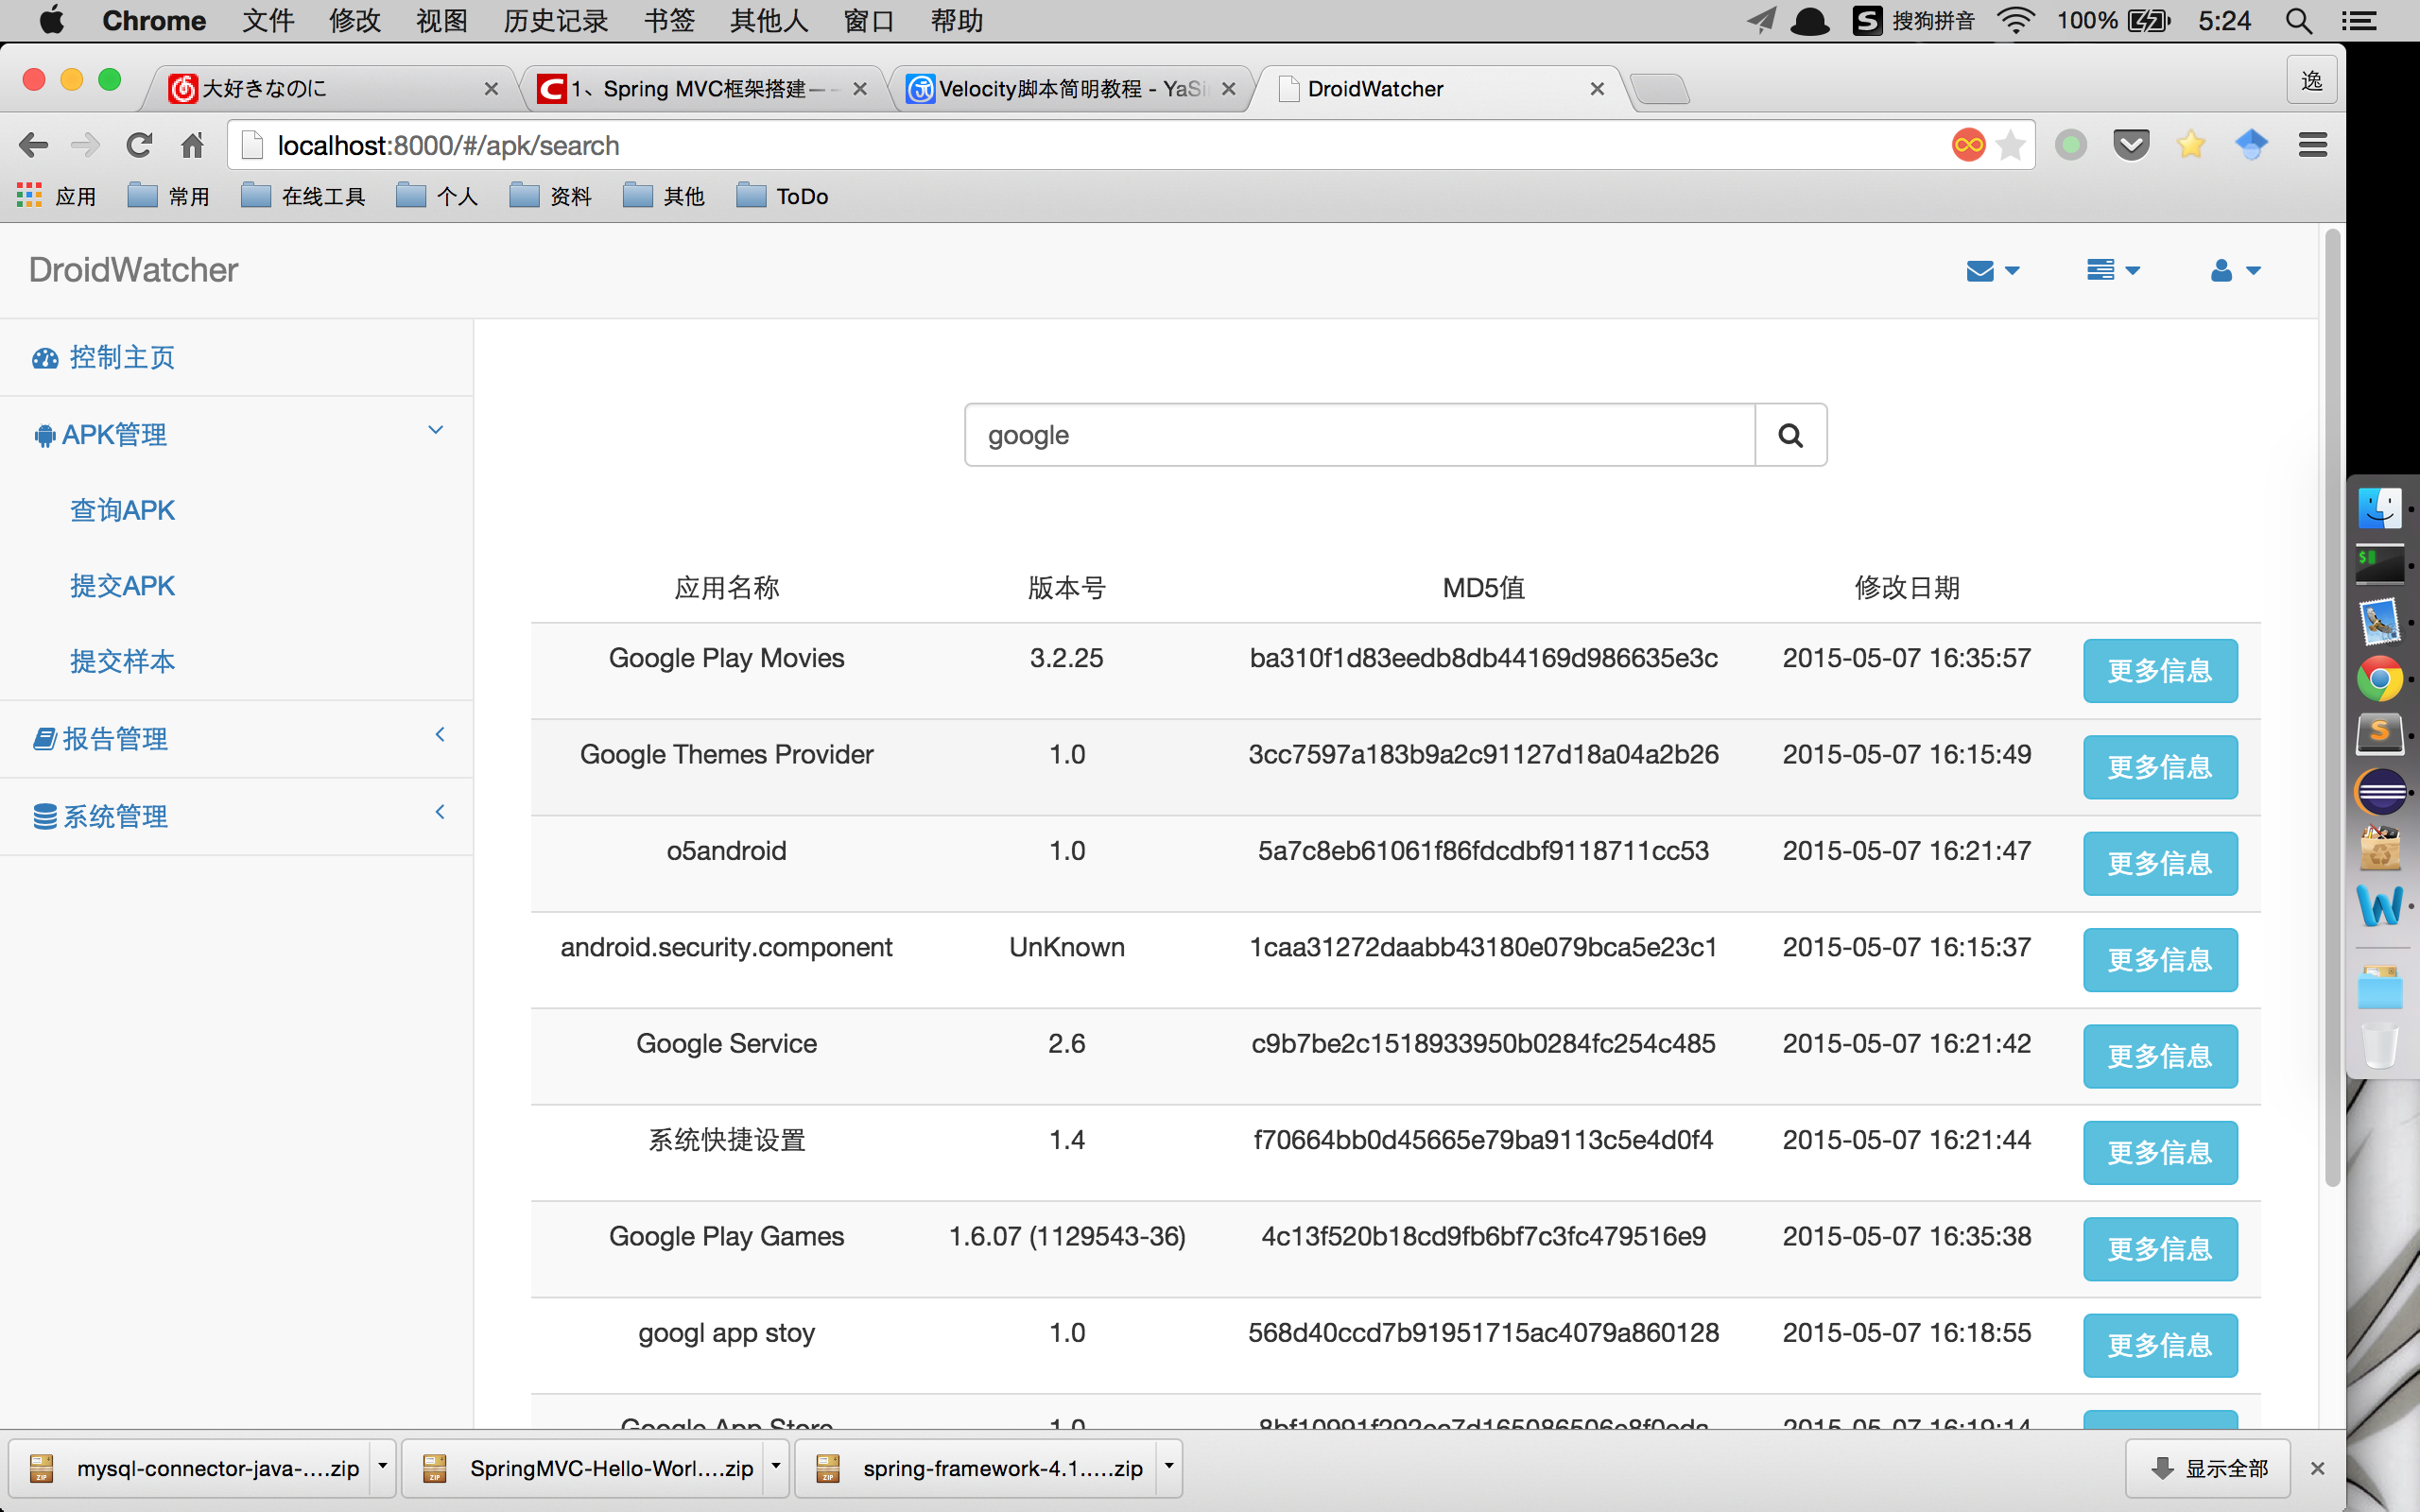 Chrome 文件 修改 视图 历史记录 书签 其他人 窗口 帮助 搜狗拼音 100% 5:24
大好きなのに 1、Spring MVC框架搭建—— Velocity脚本简明教程 - YaSi DroidWatcher 逸
localhost:8000/#/apk/search
应用 常用 在线工具 个人 资料 其他 ToDo
DroidWatcher
控制主页
APK管理
查询APK
提交APK
提交样本
报告管理
系统管理
google
应用名称 版本号 MD5值 修改日期
Google Play Movies 3.2.25 ba310f1d83eedb8db44169d986635e3c 2015-05-07 16:35:57 更多信息
Google Themes Provider 1.0 3cc7597a183b9a2c91127d18a04a2b26 2015-05-07 16:15:49 更多信息
o5android 1.0 5a7c8eb61061f86fdcdbf9118711cc53 2015-05-07 16:21:47 更多信息
android.security.component UnKnown 1caa31272daabb43180e079bca5e23c1 2015-05-07 16:15:37 更多信息
Google Service 2.6 c9b7be2c1518933950b0284fc254c485 2015-05-07 16:21:42 更多信息
系统快捷设置 1.4 f70664bb0d45665e79ba9113c5e4d0f4 2015-05-07 16:21:44 更多信息
Google Play Games 1.6.07 (1129543-36) 4c13f520b18cd9fb6bf7c3fc479516e9 2015-05-07 16:35:38 更多信息
googl app stoy 1.0 568d40ccd7b91951715ac4079a860128 2015-05-07 16:18:55 更多信息
Google App Store 1.0 2015-05-07 16:19:14
mysql-connector-java-....zip SpringMVC-Hello-Worl....zip spring-framework-4.1.....zip 显示全部